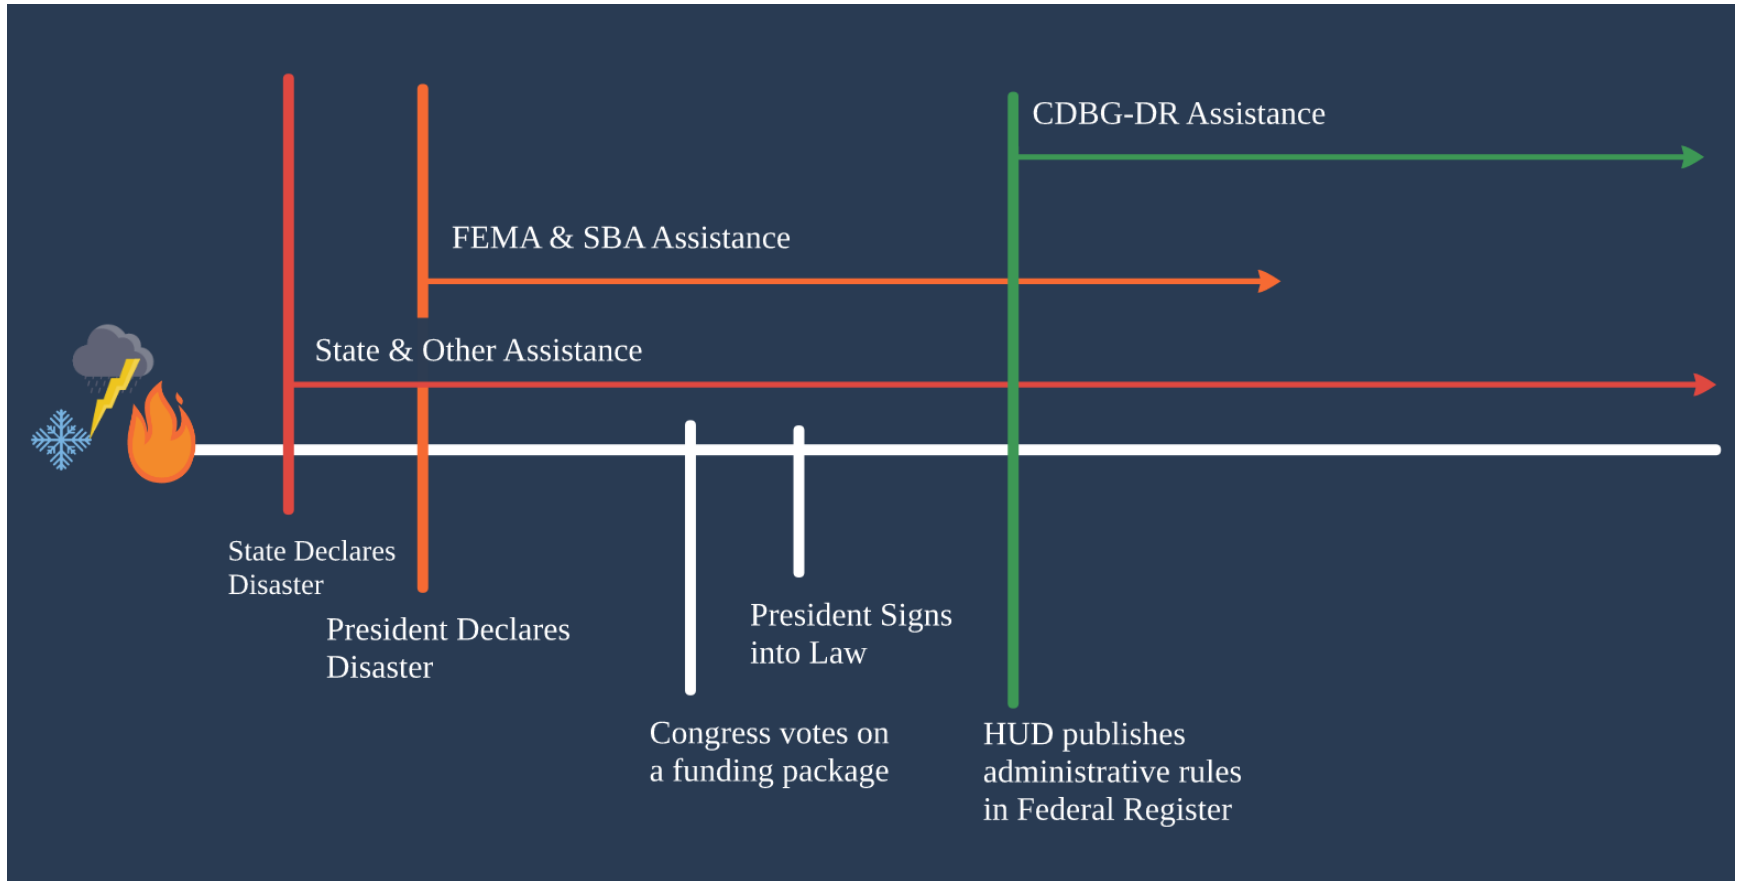 CDBG-DR Assistance
FEMA & SBA Assistance
State & Other Assistance
State Declares
Disaster
President Declares
Disaster
Congress votes on
a funding package
President Signs
into Law
HUD publishes
administrative rules
in Federal Register